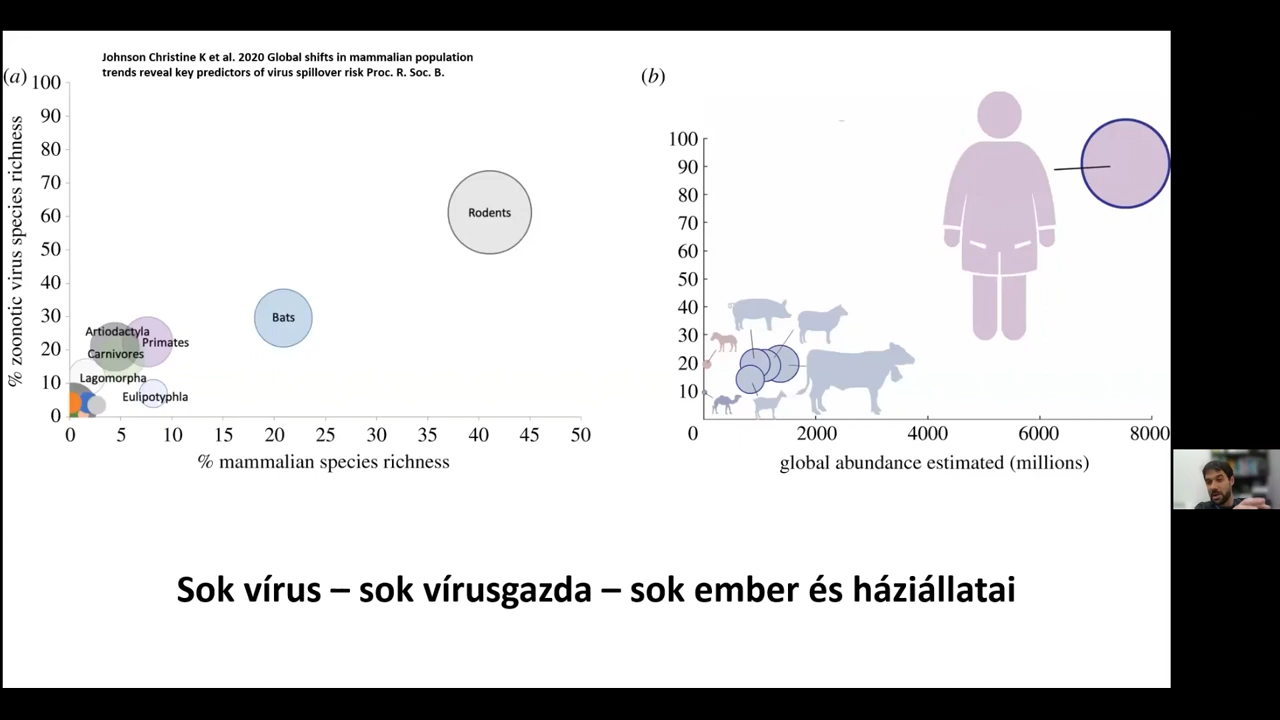 Johnson Christine K et al. 2020 Global shifts in mammalian population
trends reveal key predictors of virus spillover risk Proc. R. Soc. B.
(a)
100
90
80
70
60
50
40
30
20
10
0
% zoonotic virus species richness
Rodents
Bats
Artiodactyla
Primates
Carnivores
Lagomorpha
Eulipotyphla
0 5 10 15 20 25 30 35 40 45 50
% mammalian species richness
(b)
100
90
80
70
60
50
40
30
20
10
0 2000 4000 6000 8000
global abundance estimated (millions)
Sok vírus – sok vírusgazda – sok ember és háziállatai